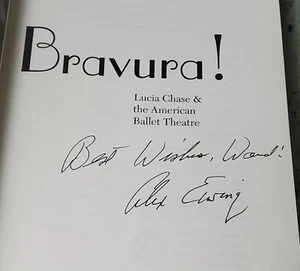 Bravura!
Lucia Chase &
the American
Ballet Theatre
Best Wishes, Ward!
Alex Ewing